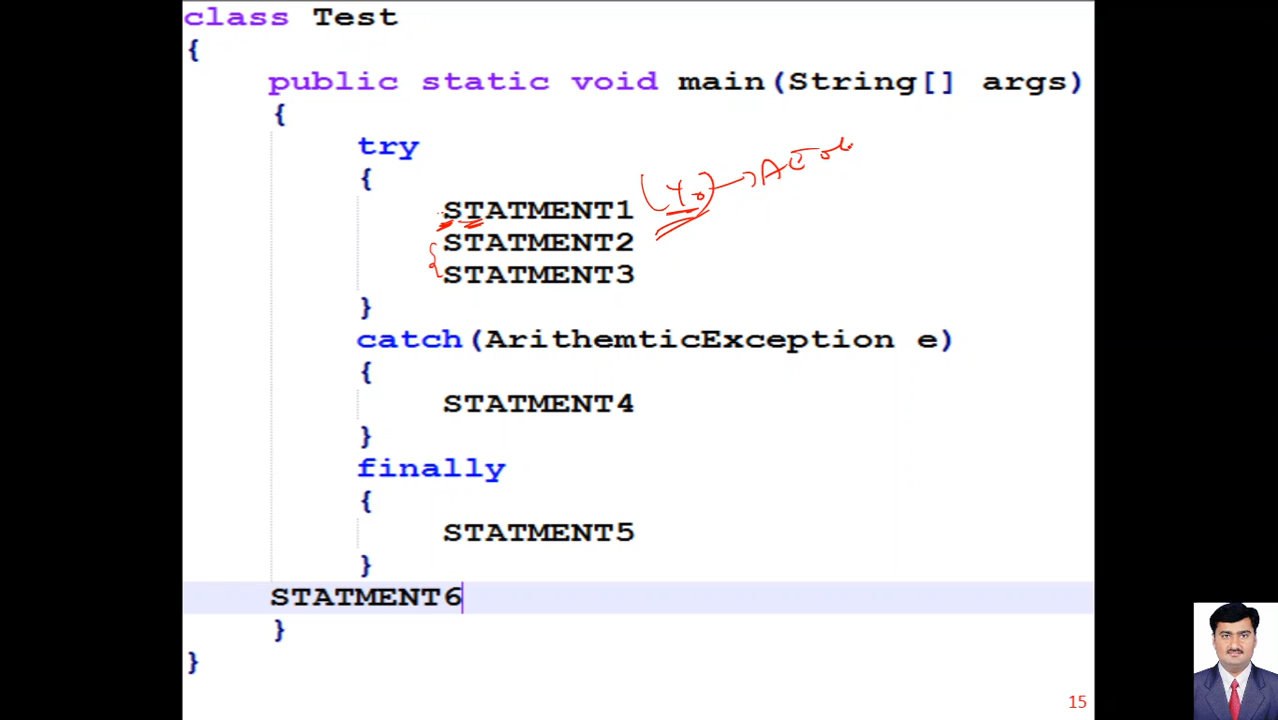 class Test
{
public static void main(String[] args)
{
try
{
STATMENT1
STATMENT2
STATMENT3
}
catch(ArithemticException e)
{
STATMENT4
}
finally
{
STATMENT5
}
STATMENT6
}
}
15